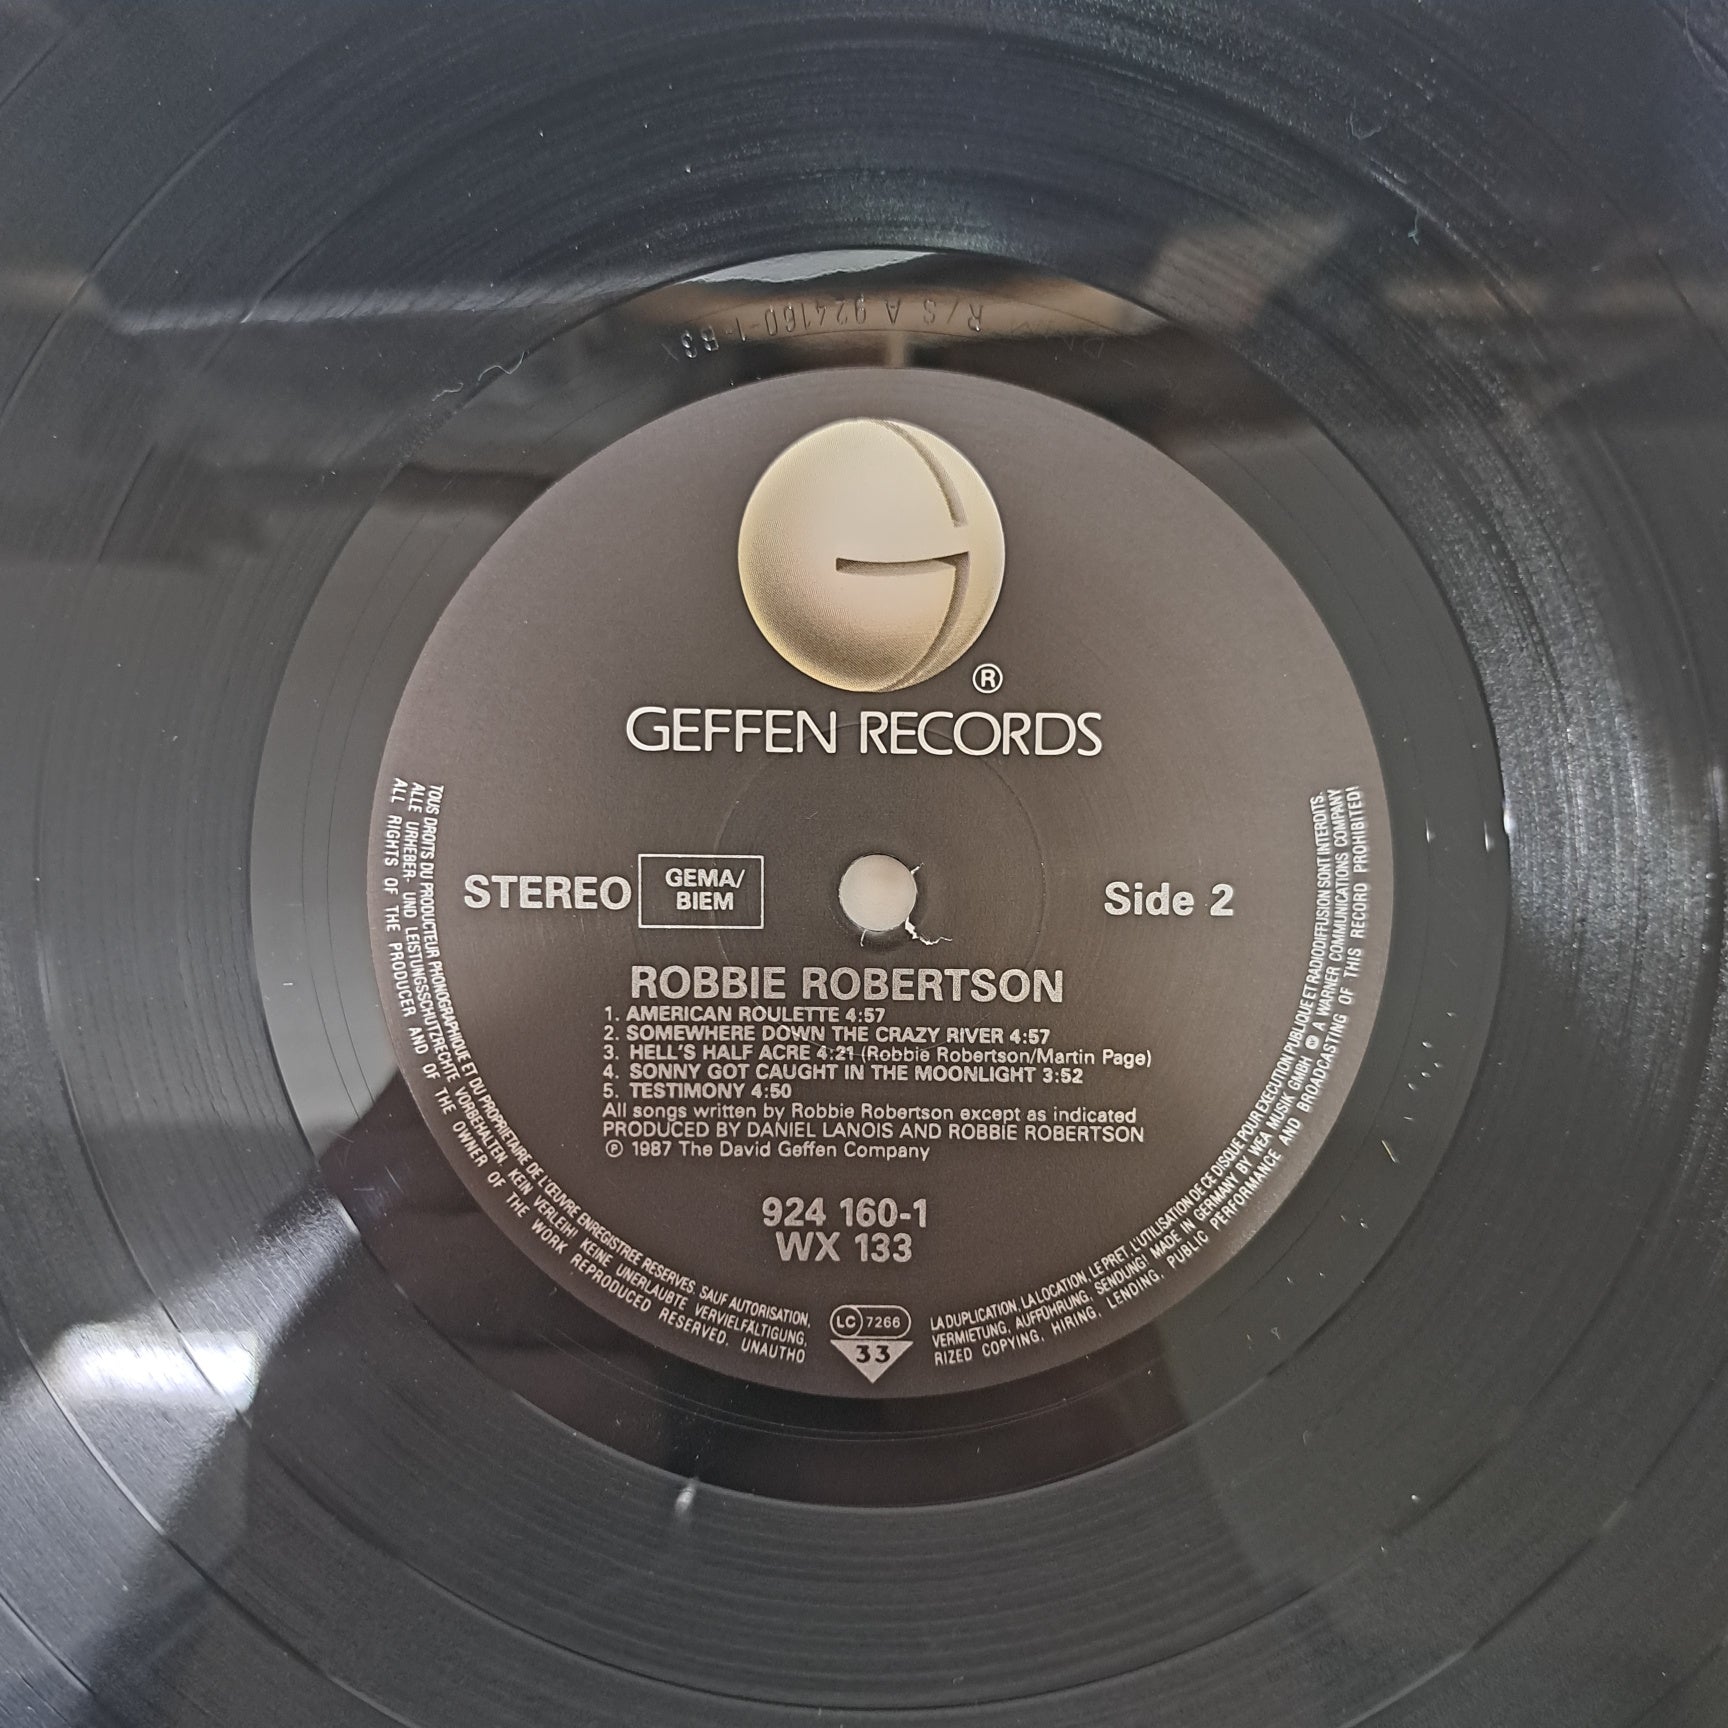 R/S A 924160-1-B3
®
GEFFEN RECORDS
STEREO
GEMA/
BIEM
Side 2
ROBBIE ROBERTSON
1. AMERICAN ROULETTE 4:57
2. SOMEWHERE DOWN THE CRAZY RIVER 4:57
3. HELL'S HALF ACRE 4:21 (Robbie Robertson/Martin Page)
4. SONNY GOT CAUGHT IN THE MOONLIGHT 3:52
5. TESTIMONY 4:50
All songs written by Robbie Robertson except as indicated
PRODUCED BY DANIEL LANOIS AND ROBBIE ROBERTSON
℗ 1987 The David Geffen Company
924 160-1
WX 133
TOUS DROITS DU PRODUCTEUR PHONOGRAPHIQUE ET DU PROPRIETAIRE DE L'ŒUVRE ENREGISTREE RESERVES. SAUF AUTORISATION, LA DUPLICATION, LA LOCATION, LE PRET, L'UTILISATION DE CE DISQUE POUR EXECUTION PUBLIQUE ET RADIODIFFUSION SONT INTERDITS.
ALLE URHEBER- UND LEISTUNGSSCHUTZRECHTE VORBEHALTEN. KEIN VERLEIH! KEINE UNERLAUBTE VERVIELFÄLTIGUNG, VERMIETUNG, AUFFÜHRUNG, SENDUNG! MADE IN GERMANY BY WEA MUSIK GMBH A WARNER COMMUNICATIONS COMPANY
ALL RIGHTS OF THE PRODUCER AND OF THE OWNER OF THE WORK REPRODUCED RESERVED. UNAUTHORIZED COPYING, HIRING, LENDING, PUBLIC PERFORMANCE AND BROADCASTING OF THIS RECORD PROHIBITED!
LC 7266
33